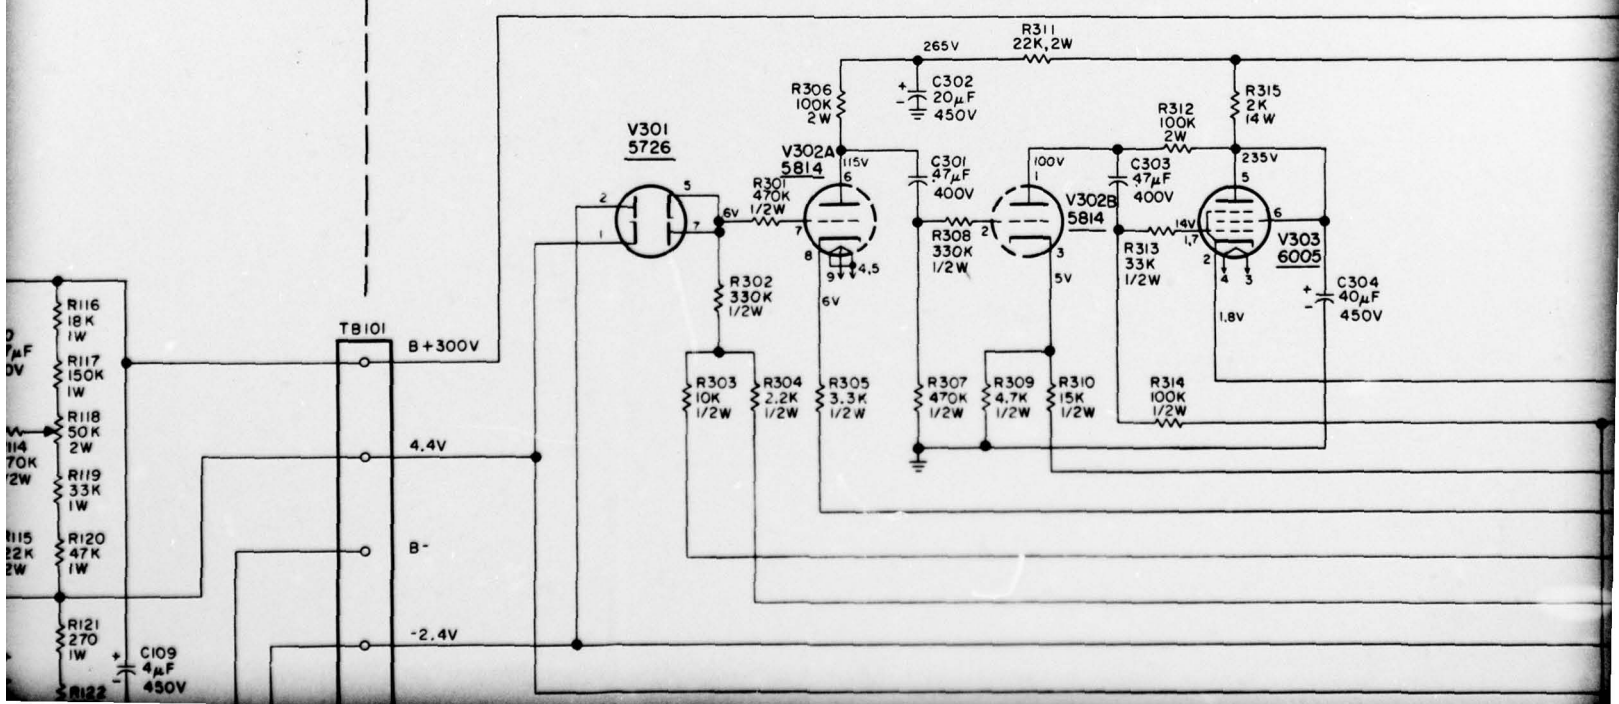 R311
22K, 2W
265V
R306
100K
2W
+
-
C302
20μF
450V
R315
2K
14W
R312
100K
2W
V301
5726
V302A
5814
115V
6
C301
.47μF
400V
100V
1
C303
.47μF
400V
235V
5
2
5
6V
R301
470K
1/2W
7
1
7
8
9
4,5
6V
R308
330K
1/2W
2
V302B
5814
3
5V
14V
1,7
R313
33K
1/2W
2
4
3
6
V303
6005
1.8V
+
-
C304
40μF
450V
R302
330K
1/2W
R303
10K
1/2W
R304
2.2K
1/2W
R305
3.3K
1/2W
R307
470K
1/2W
R309
4.7K
1/2W
R310
15K
1/2W
R314
100K
1/2W
R116
18K
1W
μF
R117
150K
1W
R118
50K
2W
70K
R119
33K
1W
R120
47K
1W
R121
270
1W
R122
+
-
C109
4μF
450V
TB101
B+300V
4.4V
B-
-2.4V